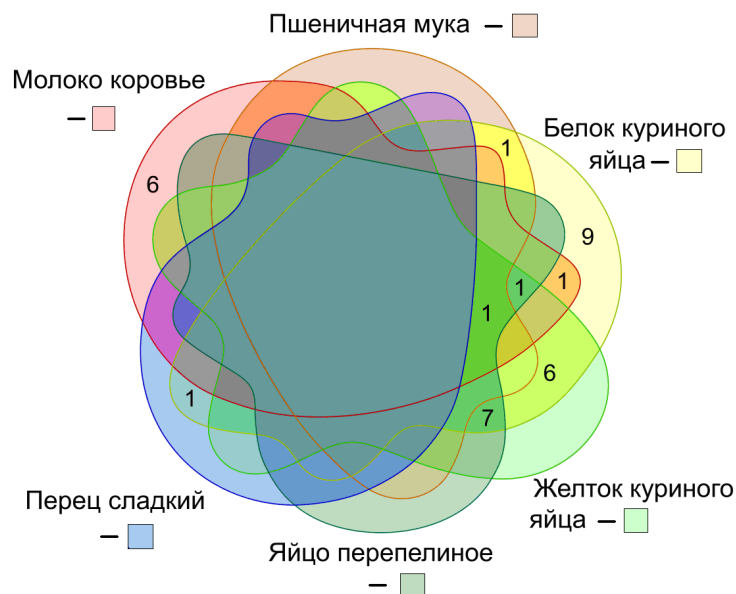 Пшеничная мука –
Молоко коровье
–
Белок куриного
яйца –
1
6
9
1
1
1
6
1
7
Желток куриного
яйца –
Перец сладкий
–
Яйцо перепелиное
–